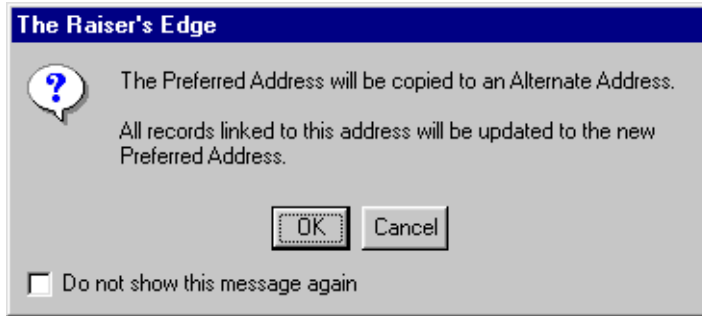 The Raiser's Edge
The Preferred Address will be copied to an Alternate Address.
All records linked to this address will be updated to the new
Preferred Address.
OK Cancel
Do not show this message again